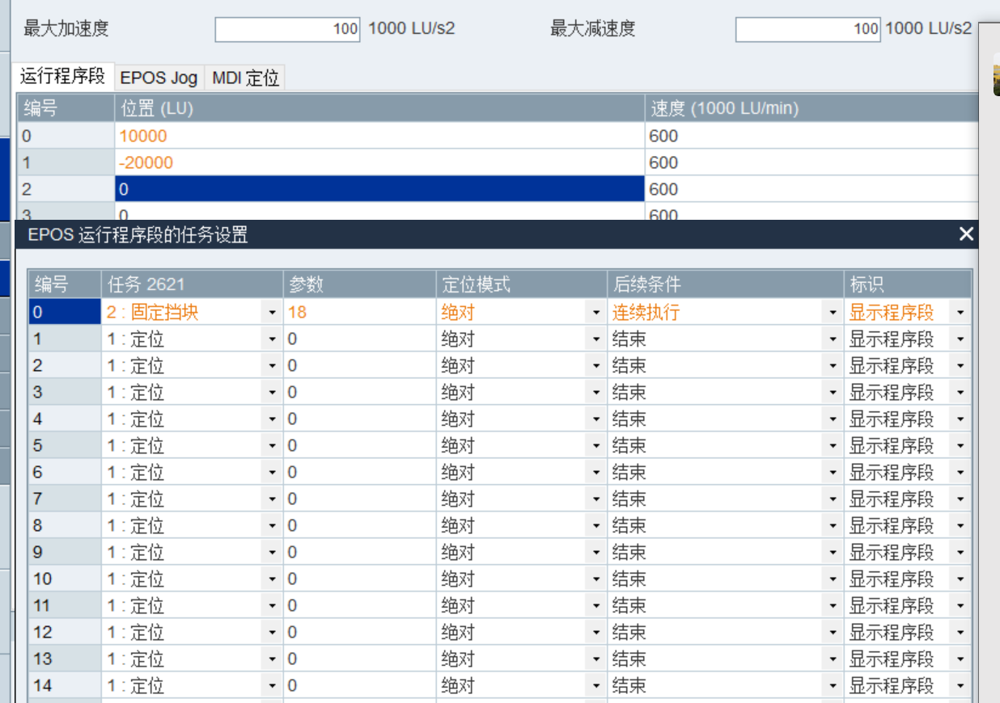 最大加速度 100 1000 LU/s2 最大减速度 100 1000 LU/s2
运行程序段 EPOS Jog MDI 定位
编号 位置 (LU) 速度 (1000 LU/min)
0 10000 600
1 -20000 600
2 0 600
3 0 600
EPOS 运行程序段的任务设置
编号 任务 2621 参数 定位模式 后续条件 标识
0 2 : 固定挡块 18 绝对 连续执行 显示程序段
1 1 : 定位 0 绝对 结束 显示程序段
2 1 : 定位 0 绝对 结束 显示程序段
3 1 : 定位 0 绝对 结束 显示程序段
4 1 : 定位 0 绝对 结束 显示程序段
5 1 : 定位 0 绝对 结束 显示程序段
6 1 : 定位 0 绝对 结束 显示程序段
7 1 : 定位 0 绝对 结束 显示程序段
8 1 : 定位 0 绝对 结束 显示程序段
9 1 : 定位 0 绝对 结束 显示程序段
10 1 : 定位 0 绝对 结束 显示程序段
11 1 : 定位 0 绝对 结束 显示程序段
12 1 : 定位 0 绝对 结束 显示程序段
13 1 : 定位 0 绝对 结束 显示程序段
14 1 : 定位 0 绝对 结束 显示程序段